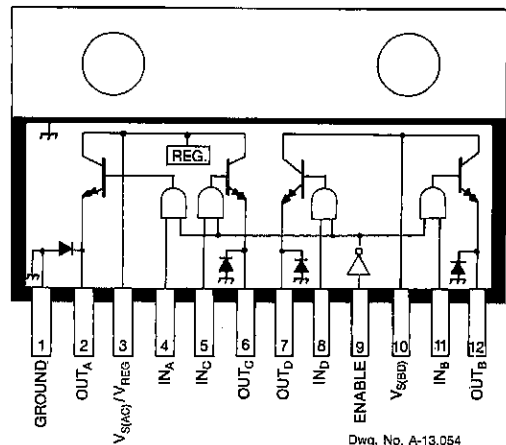 REG.
1 2 3 4 5 6 7 8 9 10 11 12
GROUND
OUTA
VS(AC)/VREG
INA
INC
OUTC
OUTD
IND
ENABLE
VS(BD)
INB
OUTB
Dwg. No. A-13,054